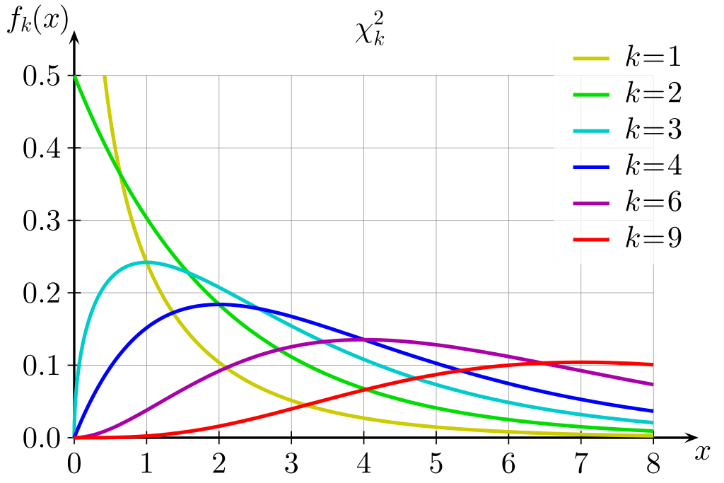 fₖ(x)
χ²ₖ
k=1
k=2
k=3
k=4
k=6
k=9
0.5
0.4
0.3
0.2
0.1
0.0
0 1 2 3 4 5 6 7 8
x